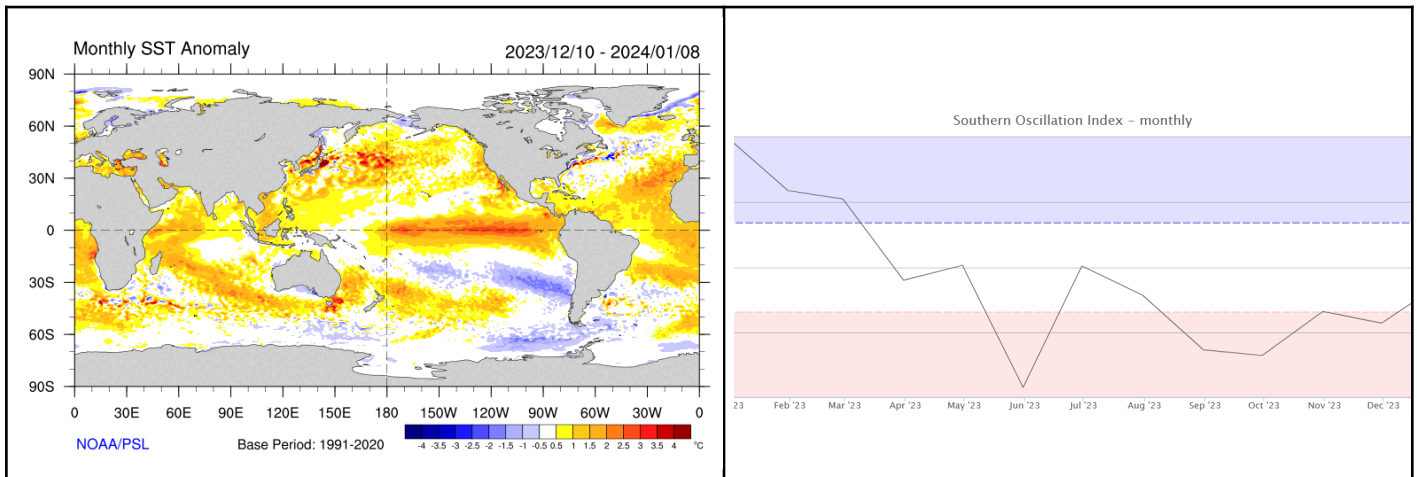 Monthly SST Anomaly 2023/12/10 - 2024/01/08
90N
60N
30N
0
30S
60S
90S
0 30E 60E 90E 120E 150E 180 150W 120W 90W 60W 30W 0
NOAA/PSL Base Period: 1991-2020
-4 -3.5 -3 -2.5 -2 -1.5 -1 -0.5 0.5 1 1.5 2 2.5 3 3.5 4 °C
Southern Oscillation Index – monthly
23 Feb '23 Mar '23 Apr '23 May '23 Jun '23 Jul '23 Aug '23 Sep '23 Oct '23 Nov '23 Dec '23